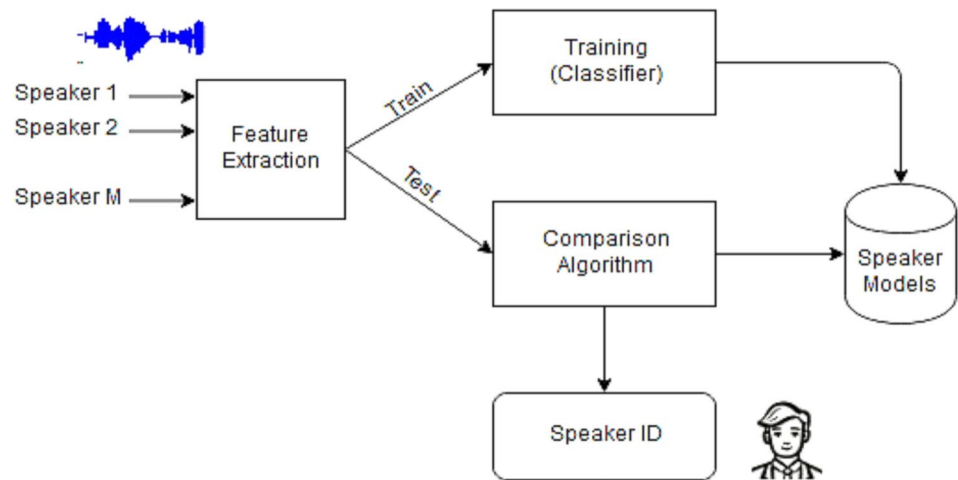 Speaker 1
Speaker 2
Speaker M
Feature
Extraction
Train
Test
Training
(Classifier)
Comparison
Algorithm
Speaker
Models
Speaker ID